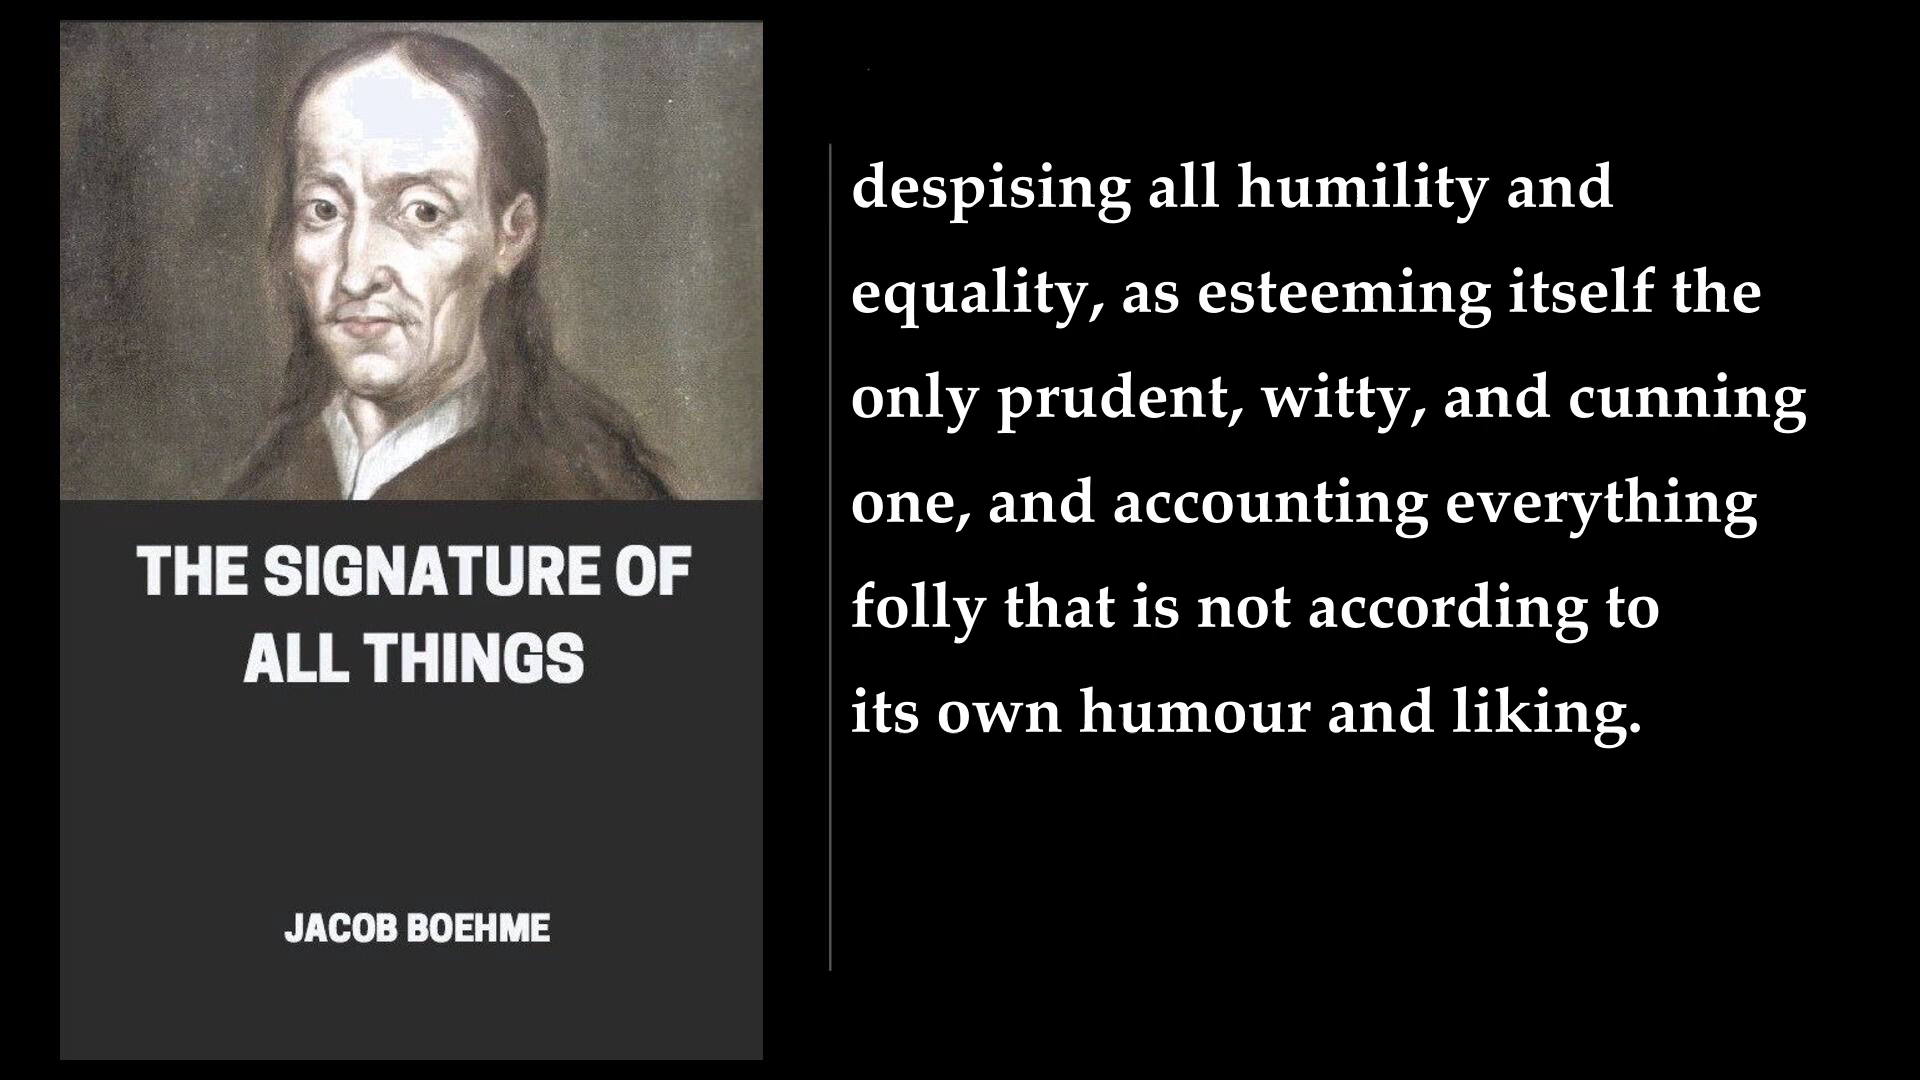 THE SIGNATURE OF
ALL THINGS
JACOB BOEHME
despising all humility and
equality, as esteeming itself the
only prudent, witty, and cunning
one, and accounting everything
folly that is not according to
its own humour and liking.